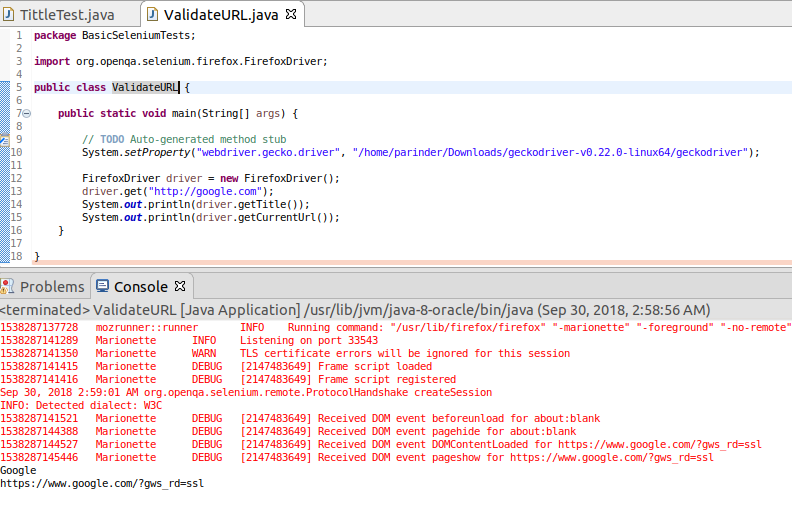 TittleTest.java
ValidateURL.java
1 package BasicSeleniumTests;
2
3 import org.openqa.selenium.firefox.FirefoxDriver;
4
5 public class ValidateURL {
6
7 public static void main(String[] args) {
8
9 // TODO Auto-generated method stub
10 System.setProperty("webdriver.gecko.driver", "/home/parinder/Downloads/geckodriver-v0.22.0-linux64/geckodriver");
11
12 FirefoxDriver driver = new FirefoxDriver();
13 driver.get("http://google.com");
14 System.out.println(driver.getTitle());
15 System.out.println(driver.getCurrentUrl());
16 }
17
18 }
Problems Console
<terminated> ValidateURL [Java Application] /usr/lib/jvm/java-8-oracle/bin/java (Sep 30, 2018, 2:58:56 AM)
1538287137728 mozrunner::runner INFO Running command: "/usr/lib/firefox/firefox" "-marionette" "-foreground" "-no-remote"
1538287141289 Marionette INFO Listening on port 33543
1538287141350 Marionette WARN TLS certificate errors will be ignored for this session
1538287141415 Marionette DEBUG [2147483649] Frame script loaded
1538287141416 Marionette DEBUG [2147483649] Frame script registered
Sep 30, 2018 2:59:01 AM org.openqa.selenium.remote.ProtocolHandshake createSession
INFO: Detected dialect: W3C
1538287141521 Marionette DEBUG [2147483649] Received DOM event beforeunload for about:blank
1538287144388 Marionette DEBUG [2147483649] Received DOM event pagehide for about:blank
1538287144527 Marionette DEBUG [2147483649] Received DOM event DOMContentLoaded for https://www.google.com/?gws_rd=ssl
1538287145446 Marionette DEBUG [2147483649] Received DOM event pageshow for https://www.google.com/?gws_rd=ssl
Google
https://www.google.com/?gws_rd=ssl